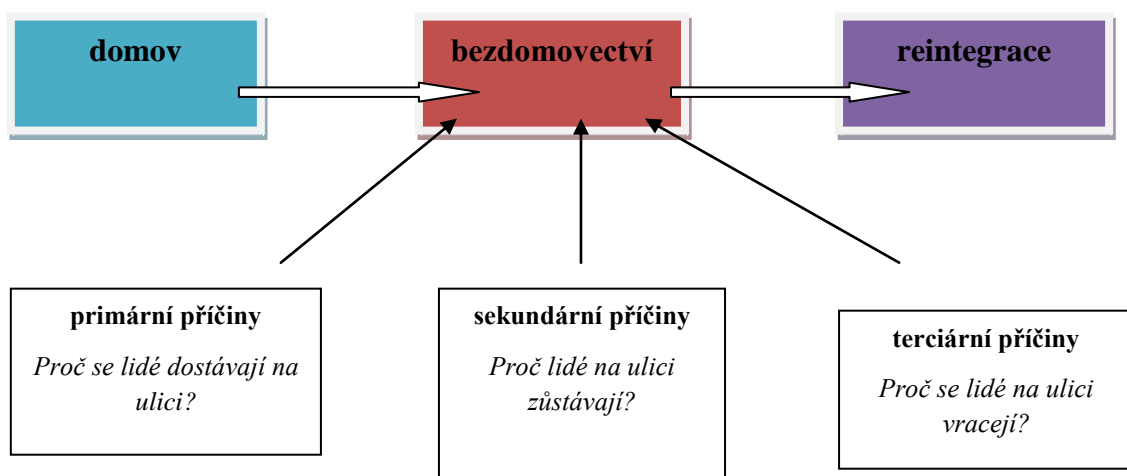 domov
bezdomovectví
reintegrace
primární příčiny
Proč se lidé dostávají na
ulici?
sekundární příčiny
Proč lidé na ulici
zůstávají?
terciární příčiny
Proč se lidé na ulici
vracejí?